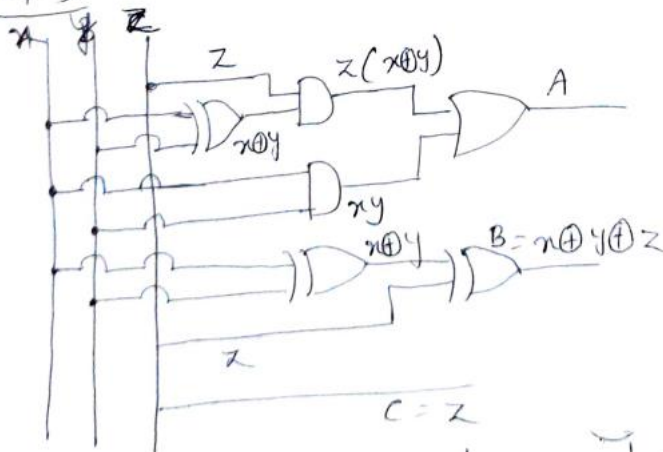 x y z
z z(x⊕y) A
x⊕y
xy
x⊕y B = x⊕y⊕z
z
C = z